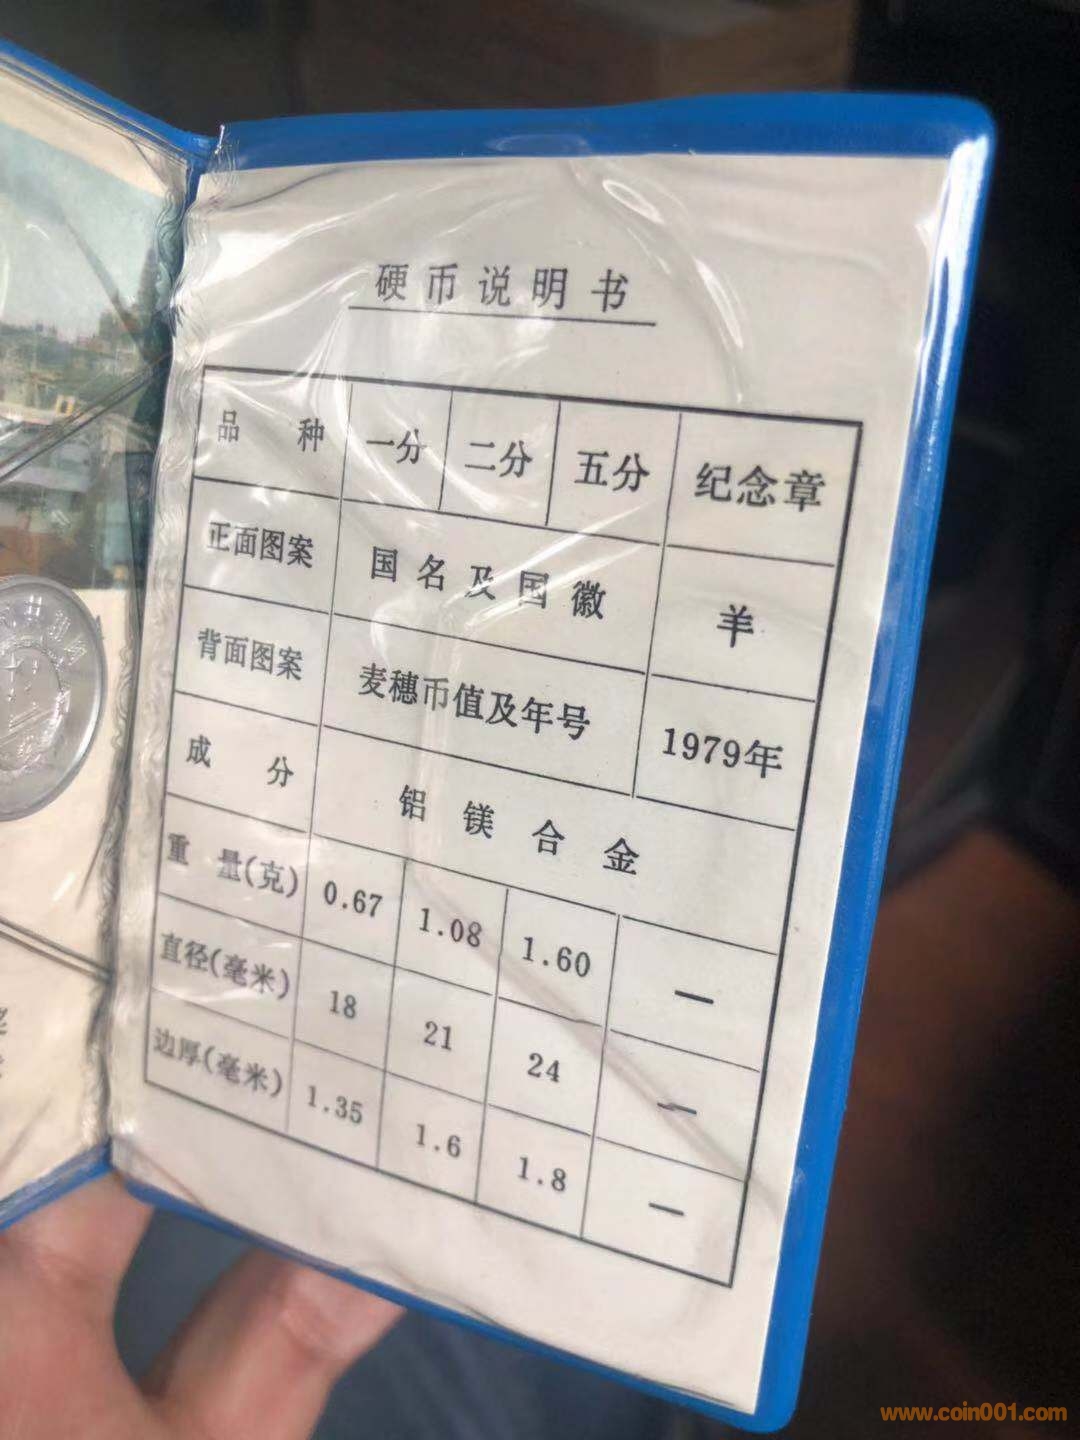 硬币说明书
品种 一分 二分 五分 纪念章
正面图案 国名及国徽 羊
背面图案 麦穗币值及年号 1979年
成分 铝镁合金
重量(克) 0.67 1.08 1.60 —
直径(毫米) 18 21 24 —
边厚(毫米) 1.35 1.6 1.8 —
www.coin001.com